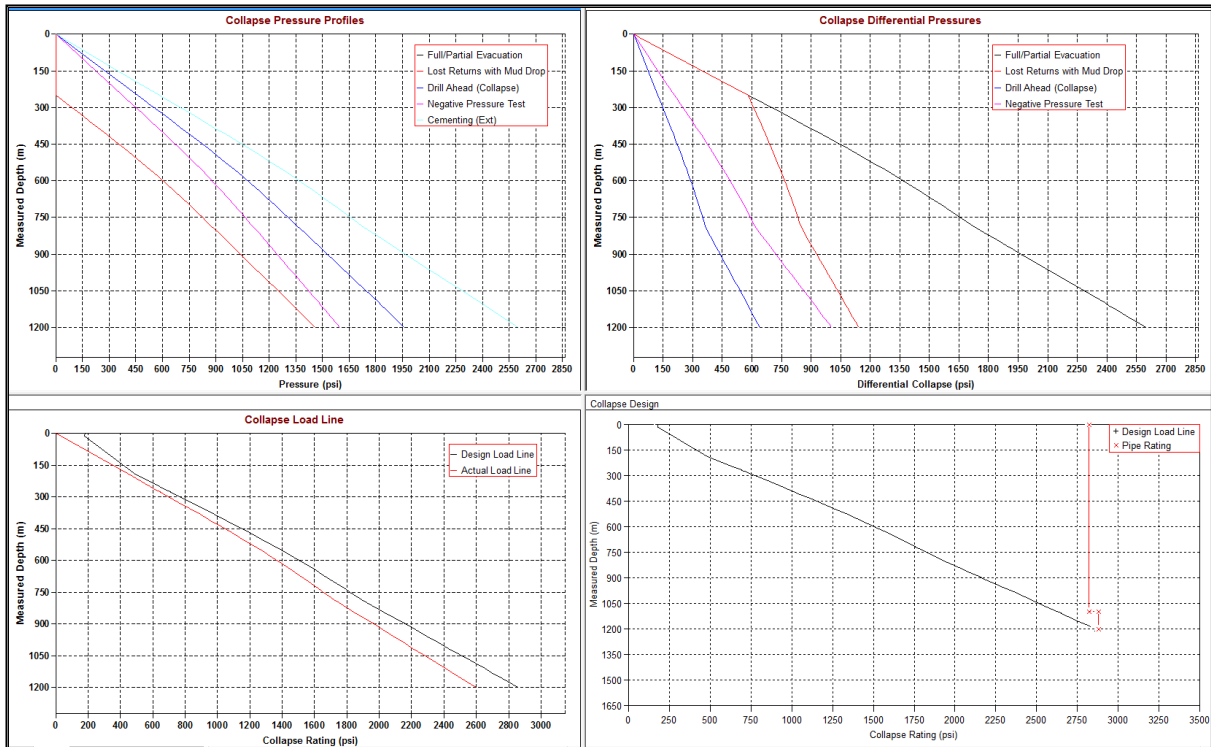 Collapse Pressure Profiles
0
150
300
450
600
750
900
1050
1200
Measured Depth (m)
Full/Partial Evacuation
Lost Returns with Mud Drop
Drill Ahead (Collapse)
Negative Pressure Test
Cementing (Ext)
0 150 300 450 600 750 900 1050 1200 1350 1500 1650 1800 1950 2100 2250 2400 2550 2700 2850
Pressure (psi)
Collapse Differential Pressures
0
150
300
450
600
750
900
1050
1200
Measured Depth (m)
Full/Partial Evacuation
Lost Returns with Mud Drop
Drill Ahead (Collapse)
Negative Pressure Test
0 150 300 450 600 750 900 1050 1200 1350 1500 1650 1800 1950 2100 2250 2400 2550 2700 2850
Differential Collapse (psi)
Collapse Load Line
0
150
300
450
600
750
900
1050
1200
Measured Depth (m)
Design Load Line
Actual Load Line
0 200 400 600 800 1000 1200 1400 1600 1800 2000 2200 2400 2600 2800 3000
Collapse Rating (psi)
Collapse Design
0
150
300
450
600
750
900
1050
1200
1350
1500
1650
Measured Depth (m)
Design Load Line
Pipe Rating
0 250 500 750 1000 1250 1500 1750 2000 2250 2500 2750 3000 3250 3500
Collapse Rating (psi)